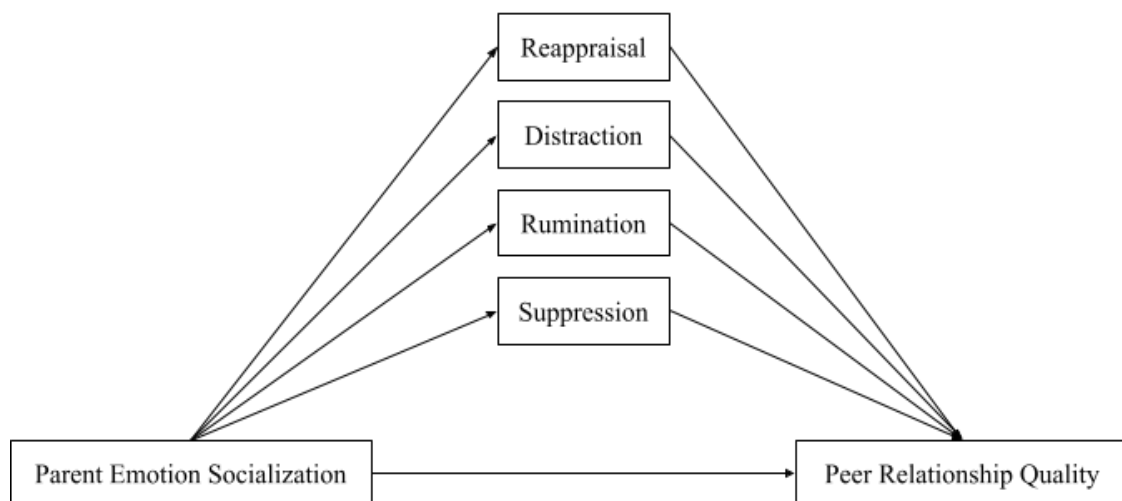 Reappraisal
Distraction
Rumination
Suppression
Parent Emotion Socialization
Peer Relationship Quality